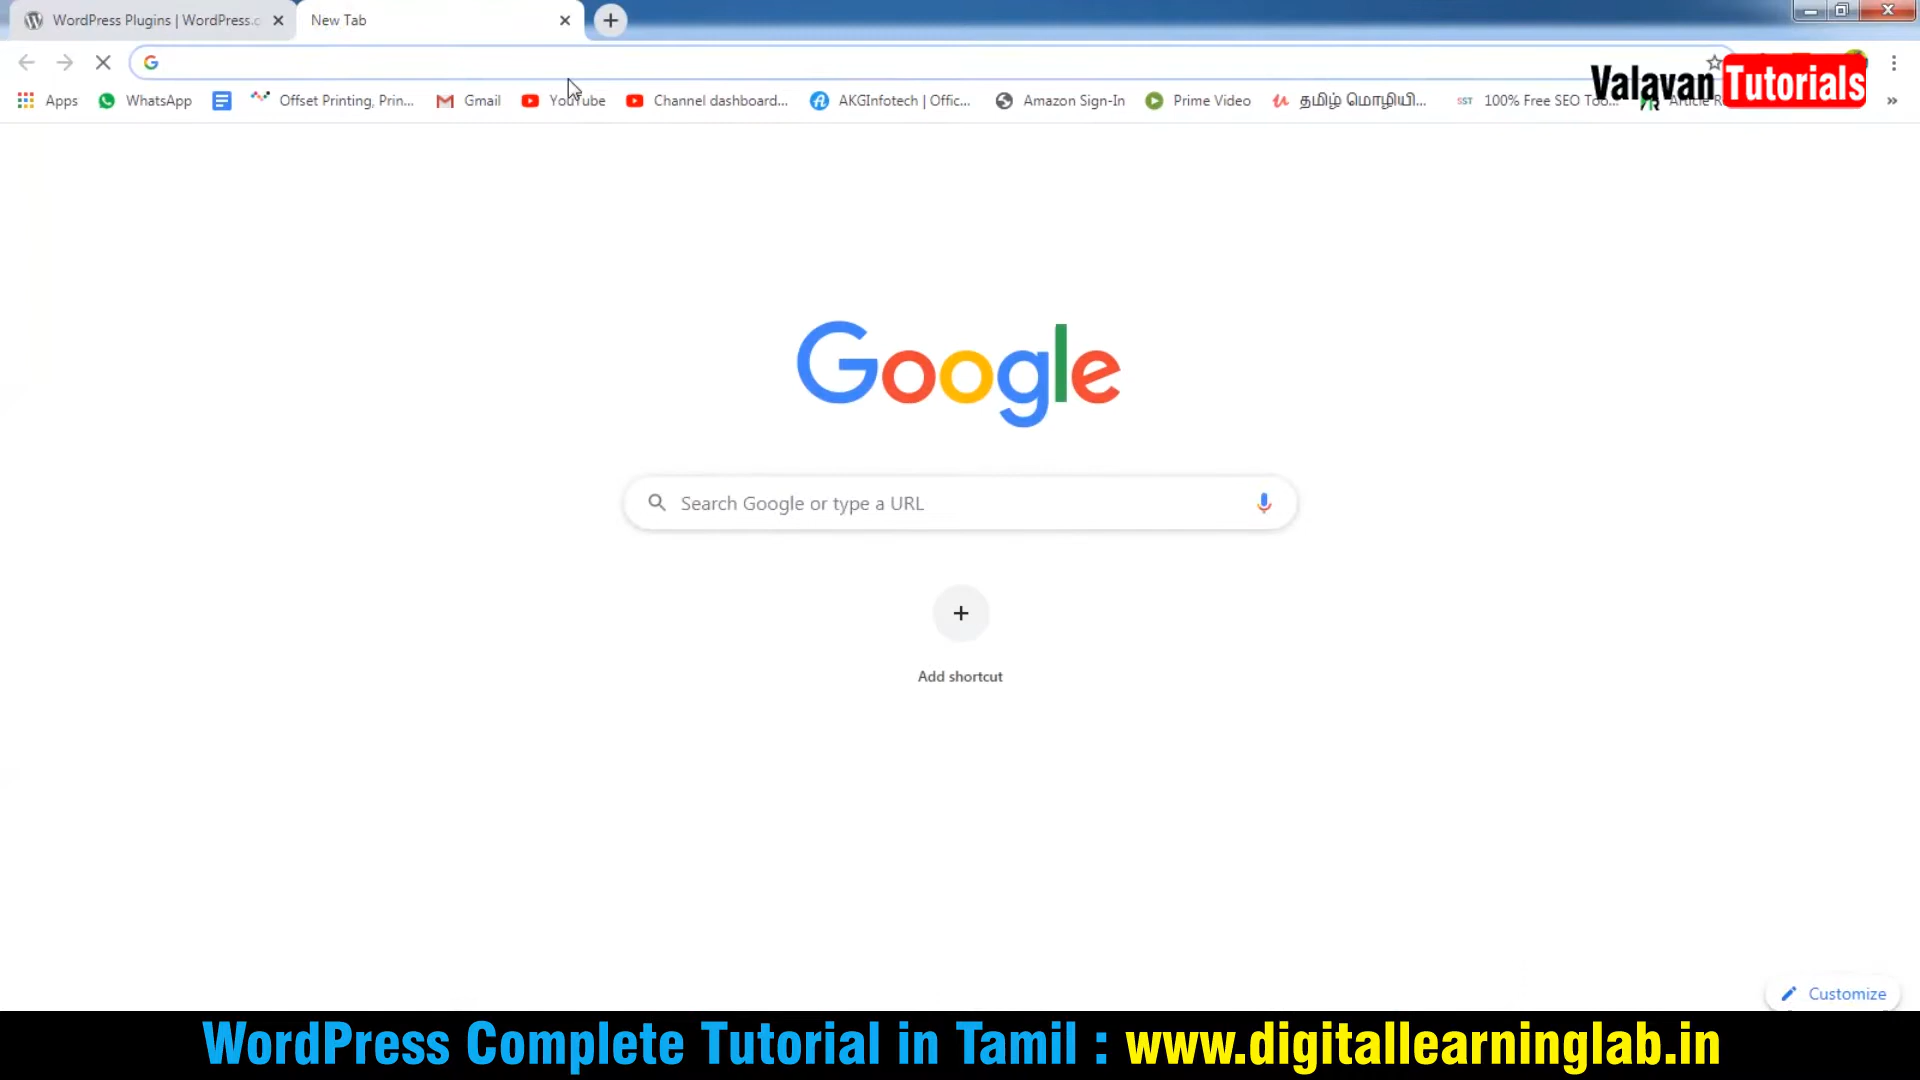 WordPress Plugins | WordPress.o
New Tab
Valavan Tutorials
Apps
WhatsApp
Offset Printing, Prin...
Gmail
YouTube
Channel dashboard...
AKGInfotech | Offic...
Amazon Sign-In
Prime Video
தமிழ் மொழியி...
SST
100% Free SEO Too...
Google
Search Google or type a URL
Add shortcut
Customize
WordPress Complete Tutorial in Tamil : www.digitallearninglab.in